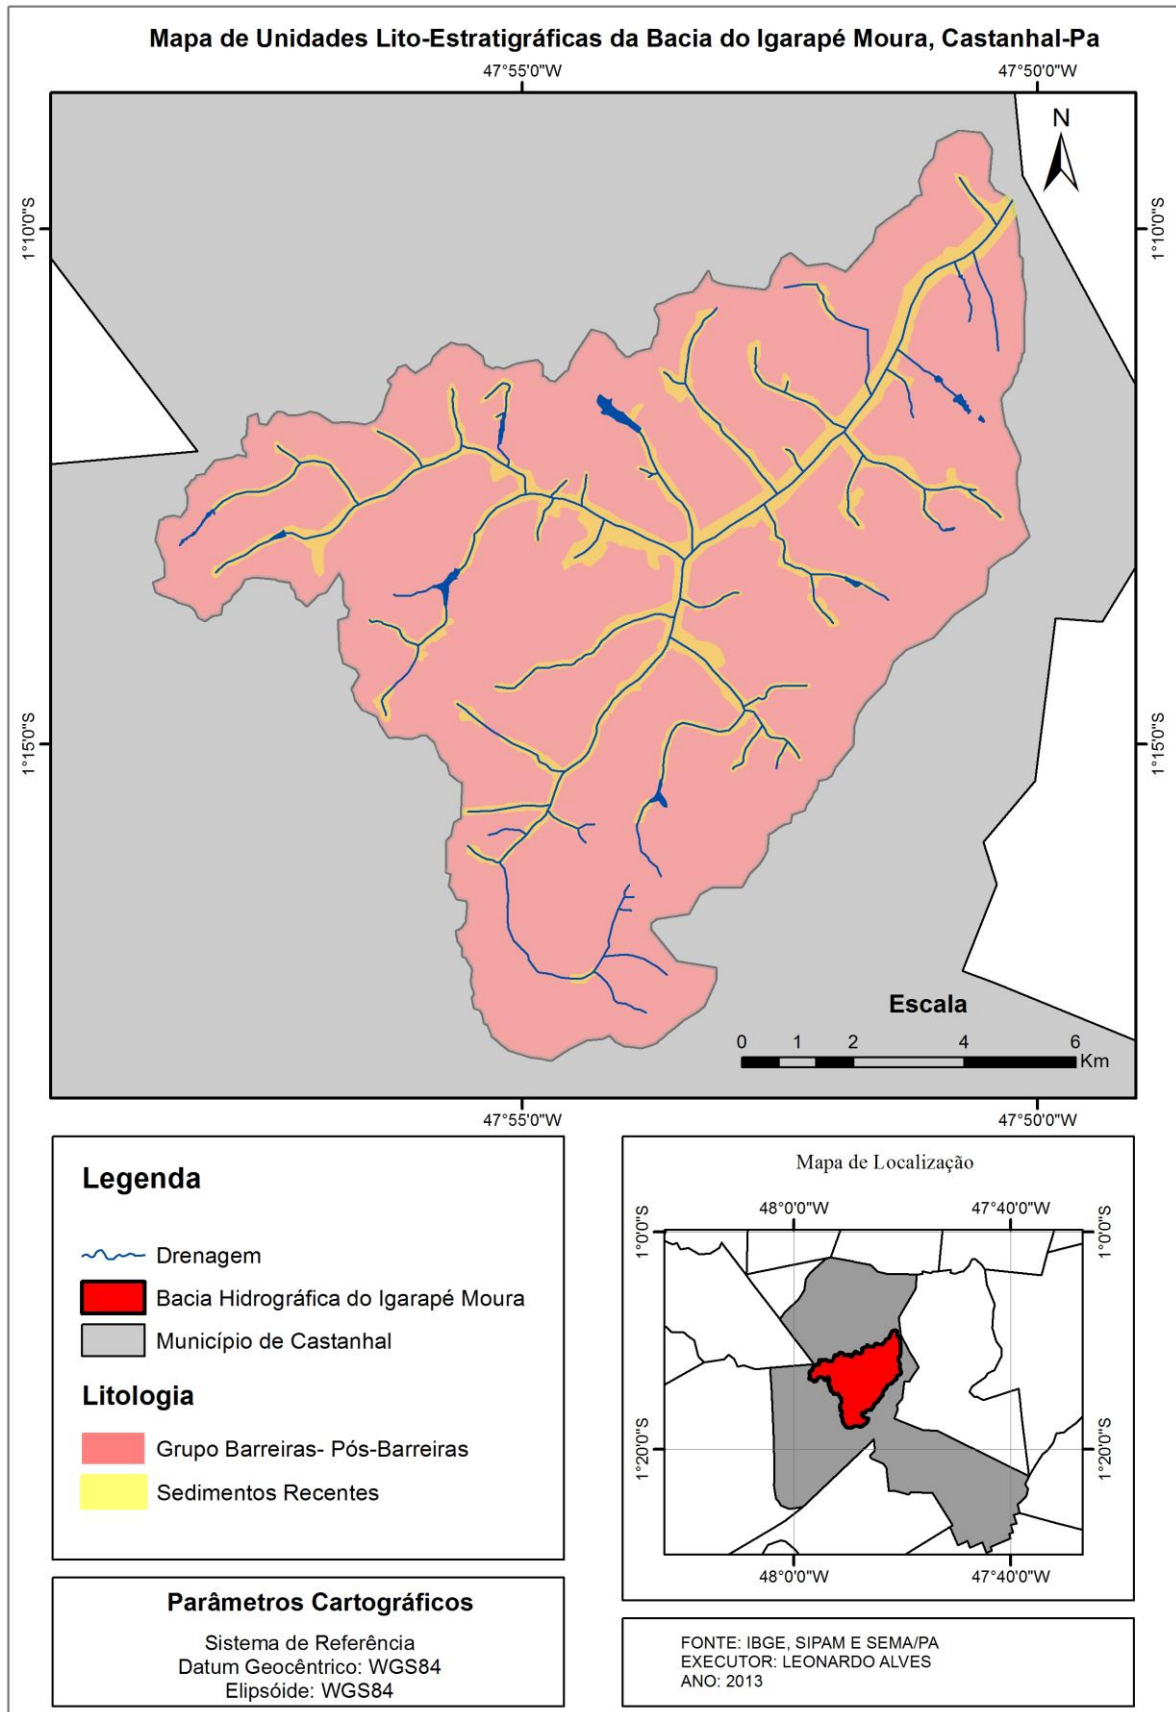 Mapa de Unidades Lito-Estratigráficas da Bacia do Igarapé Moura, Castanhal-Pa
47°55'0"W
47°50'0"W
N
1°10'0"S
1°10'0"S
1°15'0"S
1°15'0"S
Escala
0 1 2 4 6
Km
47°55'0"W
47°50'0"W
Legenda
Drenagem
Bacia Hidrográfica do Igarapé Moura
Município de Castanhal
Litologia
Grupo Barreiras- Pós-Barreiras
Sedimentos Recentes
Mapa de Localização
48°0'0"W
47°40'0"W
1°0'0"S
1°0'0"S
1°20'0"S
1°20'0"S
48°0'0"W
47°40'0"W
Parâmetros Cartográficos
Sistema de Referência
Datum Geocêntrico: WGS84
Elipsóide: WGS84
FONTE: IBGE, SIPAM E SEMA/PA
EXECUTOR: LEONARDO ALVES
ANO: 2013